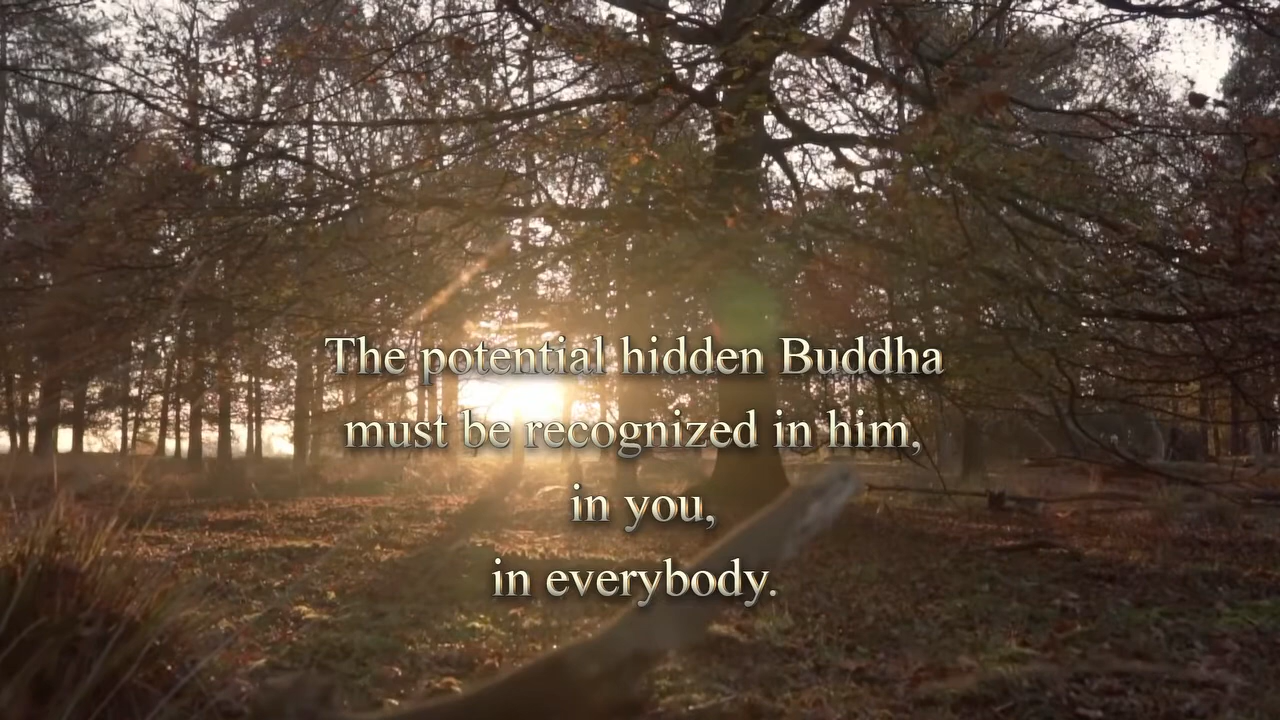 The potential hidden Buddha
must be recognized in him,
in you,
in everybody.